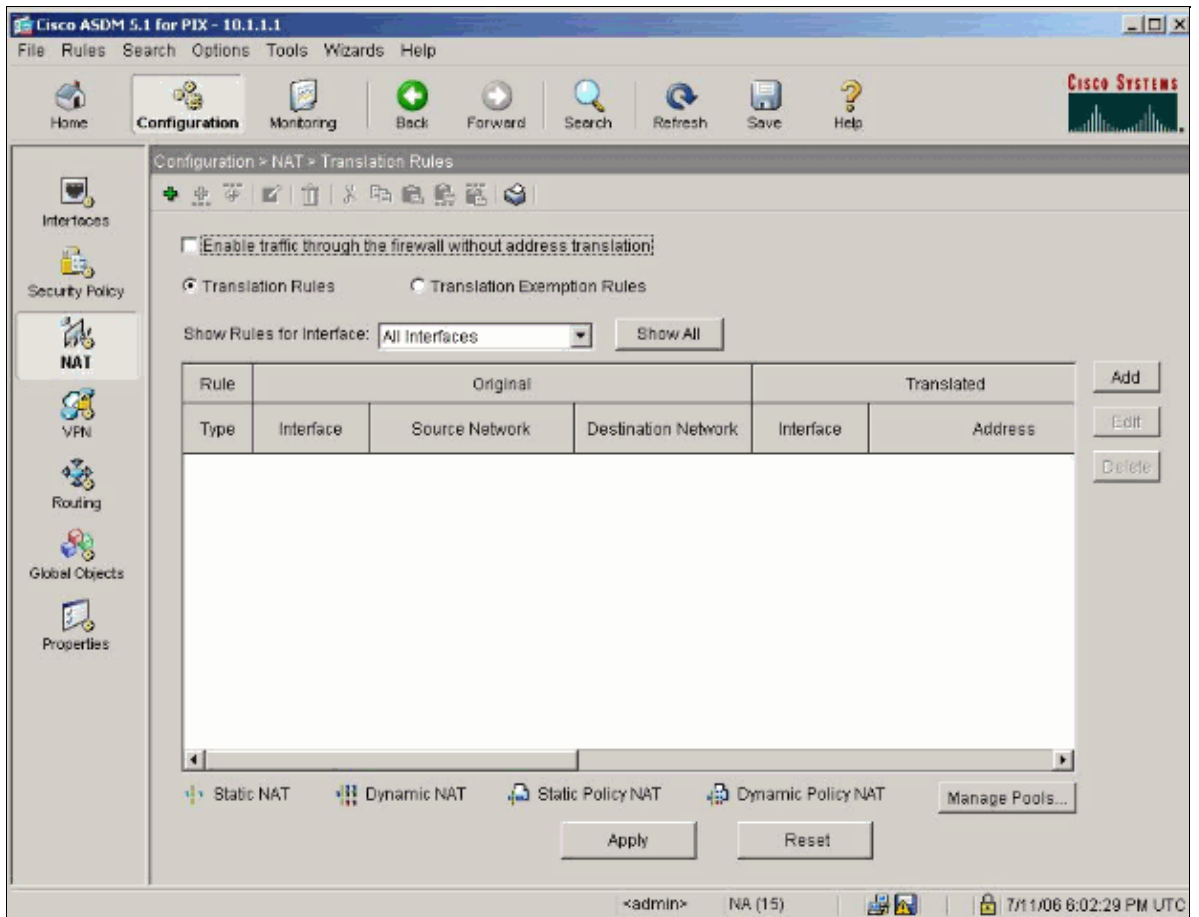 Cisco ASDM 5.1 for PIX - 10.1.1.1
File Rules Search Options Tools Wizards Help
Home Configuration Monitoring Back Forward Search Refresh Save Help
CISCO SYSTEMS
Configuration > NAT > Translation Rules
Interfaces
Security Policy
NAT
VPN
Routing
Global Objects
Properties
Enable traffic through the firewall without address translation
Translation Rules Translation Exemption Rules
Show Rules for Interface: All Interfaces Show All
Rule Original Translated
Type Interface Source Network Destination Network Interface Address
Add
Edit
Delete
Static NAT Dynamic NAT Static Policy NAT Dynamic Policy NAT
Manage Pools...
Apply Reset
<admin> NA (15) 7/11/06 6:02:29 PM UTC